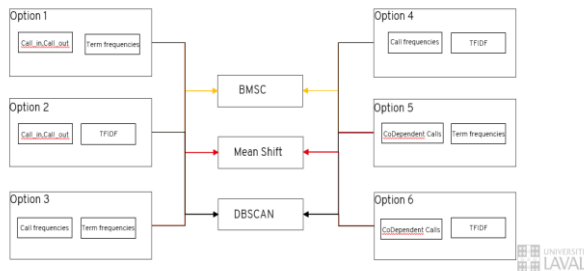 Option 1
Call_in,Call_out
Term frequencies
Option 2
Call_in,Call_out
TFIDF
Option 3
Call frequencies
Term frequencies
BMSC
Mean Shift
DBSCAN
Option 4
Call frequencies
TFIDF
Option 5
CoDependent Calls
Term frequencies
Option 6
CoDependent Calls
TFIDF
UNIVERSITÉ
LAVAL